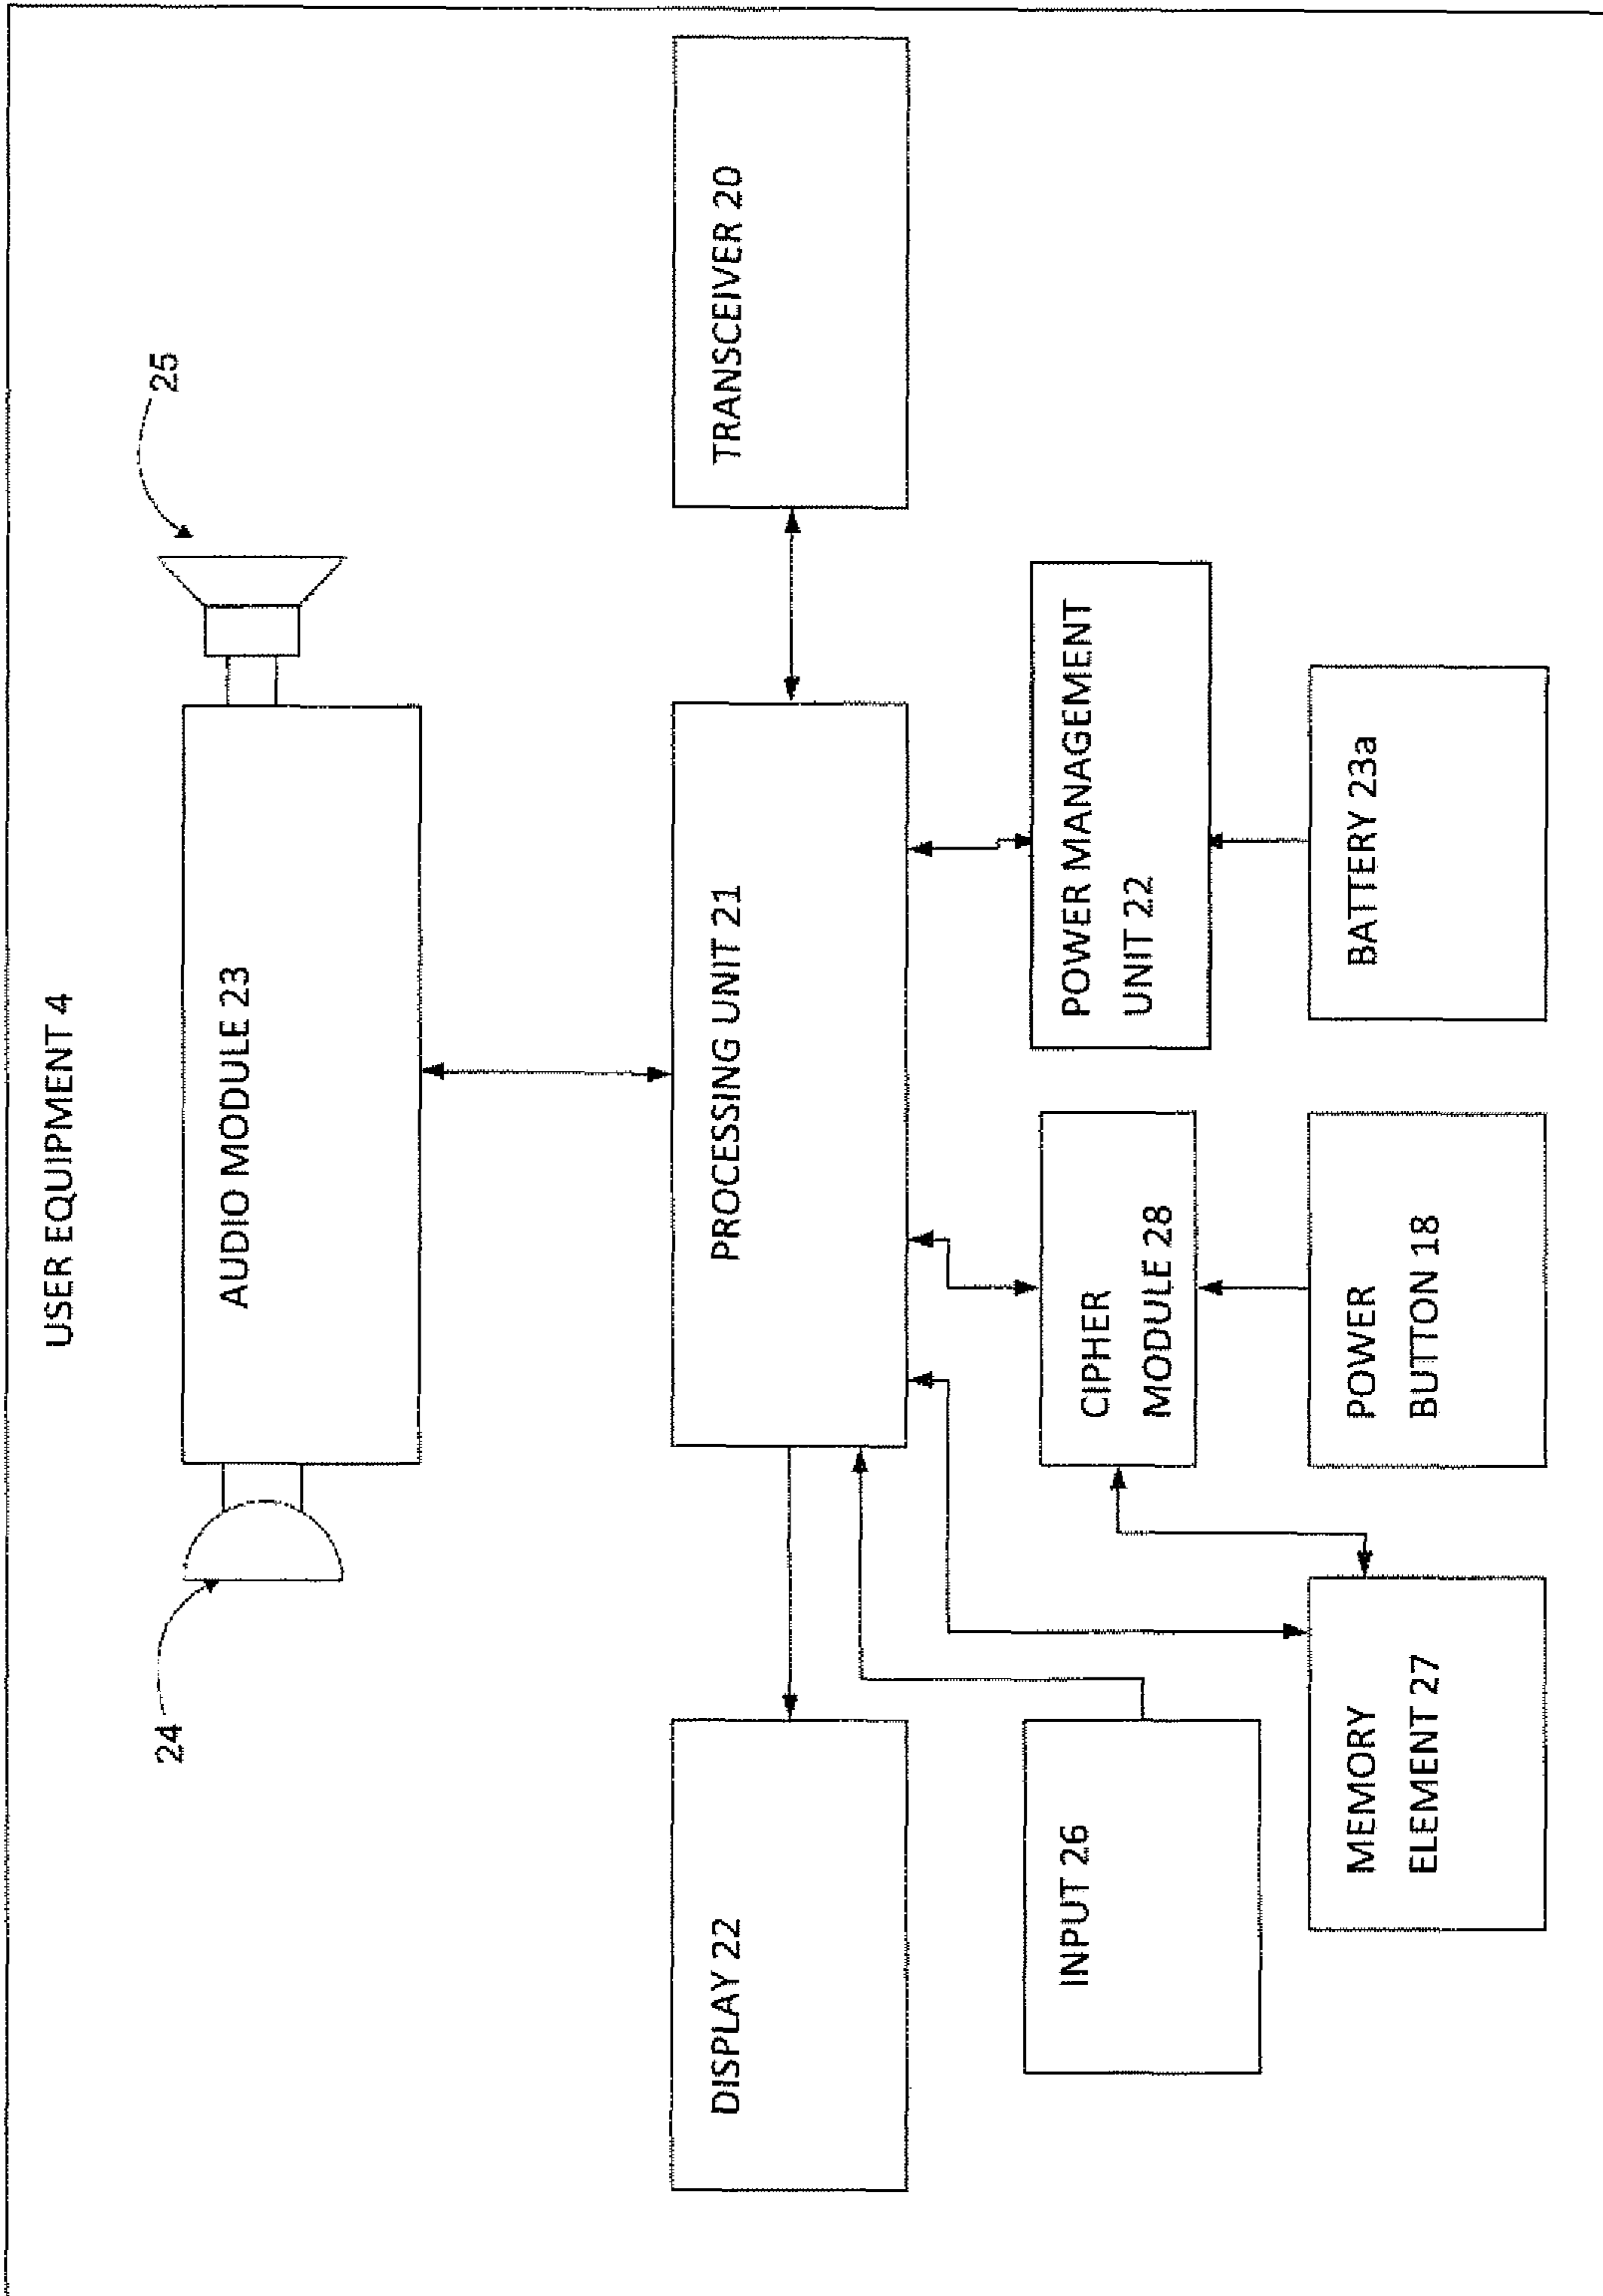 USER EQUIPMENT 4
24
25
AUDIO MODULE 23
DISPLAY 22
PROCESSING UNIT 21
TRANSCEIVER 20
INPUT 26
CIPHER
MODULE 28
POWER MANAGEMENT
UNIT 22
MEMORY
ELEMENT 27
POWER
BUTTON 18
BATTERY 23a